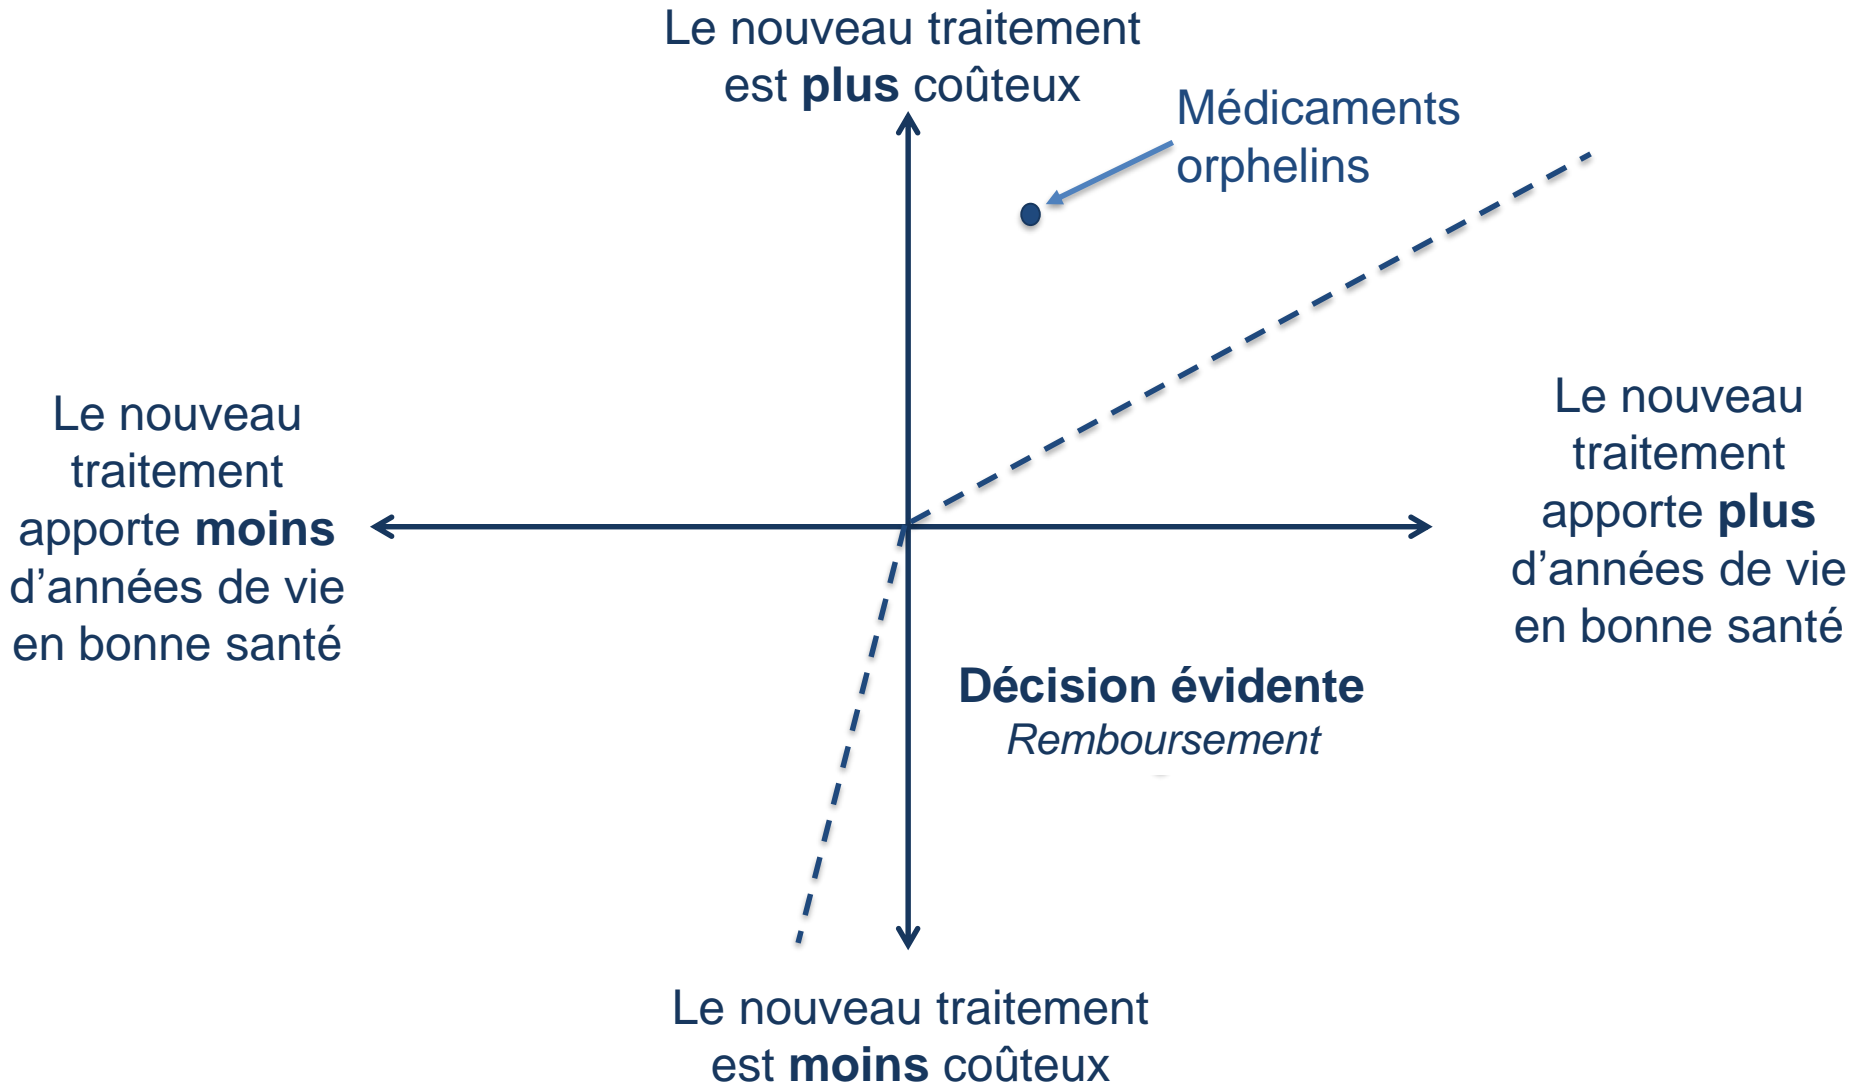 Le nouveau traitement
est plus coûteux
Médicaments
orphelins
Le nouveau
traitement
apporte moins
d’années de vie
en bonne santé
Le nouveau
traitement
apporte plus
d’années de vie
en bonne santé
Décision évidente
Remboursement
Le nouveau traitement
est moins coûteux